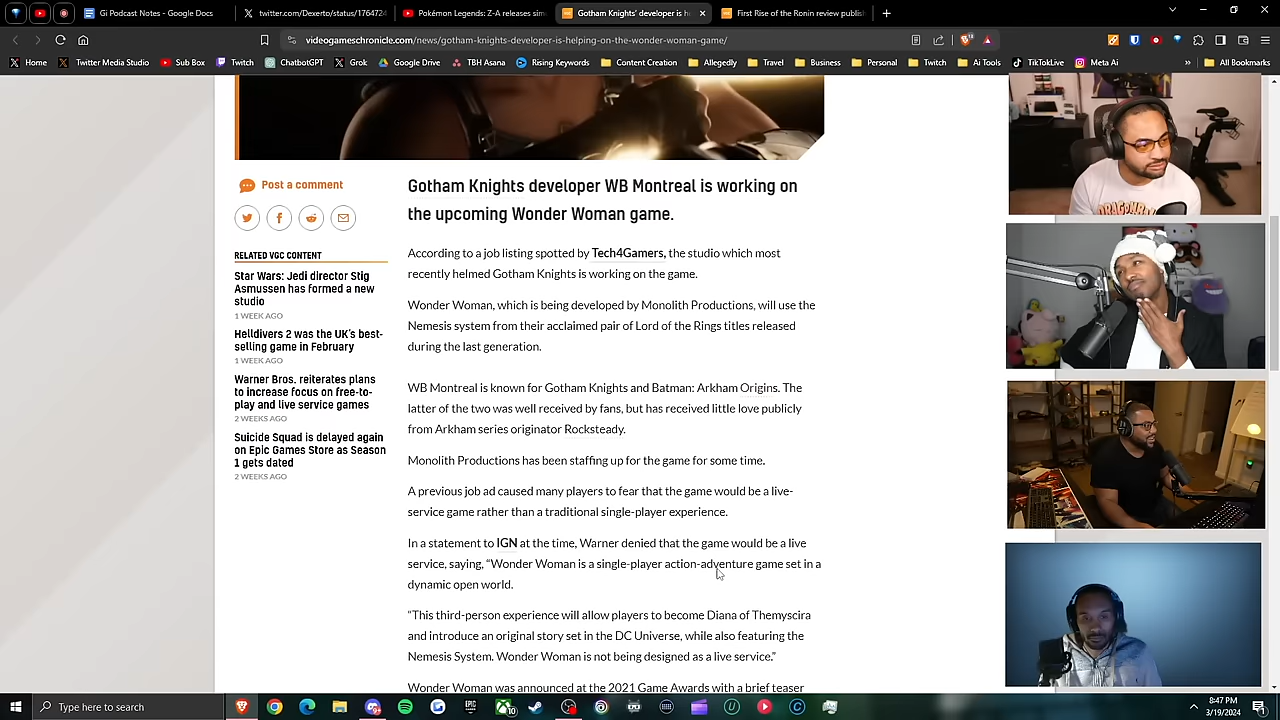 Gi Podcast Notes - Google Docs
twitter.com/Dexerto/status/1764724
Pokémon Legends: Z-A releases sim
Gotham Knights' developer is h
First Rise of the Ronin review publis
videogameschronicle.com/news/gotham-knights-developer-is-helping-on-the-wonder-woman-game/
Home
Twitter Media Studio
Sub Box
Twitch
ChatGBT
Grok
Google Drive
TBH Asana
Rising Keywords
Content Creation
Allegedly
Travel
Business
Personal
Twitch
Ai Tools
TikTokLive
Meta Ai
All Bookmarks
Post a comment
RELATED VGC CONTENT
Star Wars: Jedi director Stig
Asmussen has formed a new
studio
1 WEEK AGO
Helldivers 2 was the UK's best-
selling game in February
1 WEEK AGO
Warner Bros. reiterates plans
to increase focus on free-to-
play and live service games
2 WEEKS AGO
Suicide Squad is delayed again
on Epic Games Store as Season
1 gets dated
2 WEEKS AGO
Gotham Knights developer WB Montreal is working on
the upcoming Wonder Woman game.
According to a job listing spotted by Tech4Gamers, the studio which most
recently helmed Gotham Knights is working on the game.
Wonder Woman, which is being developed by Monolith Productions, will use the
Nemesis system from their acclaimed pair of Lord of the Rings titles released
during the last generation.
WB Montreal is known for Gotham Knights and Batman: Arkham Origins. The
latter of the two was well received by fans, but has received little love publicly
from Arkham series originator Rocksteady.
Monolith Productions has been staffing up for the game for some time.
A previous job ad caused many players to fear that the game would be a live-
service game rather than a traditional single-player experience.
In a statement to IGN at the time, Warner denied that the game would be a live
service, saying, “Wonder Woman is a single-player action-adventure game set in a
dynamic open world.
“This third-person experience will allow players to become Diana of Themyscira
and introduce an original story set in the DC Universe, while also featuring the
Nemesis System. Wonder Woman is not being designed as a live service.”
Wonder Woman was announced at the 2021 Game Awards with a brief teaser
Type here to search
8:47 PM
3/19/2024